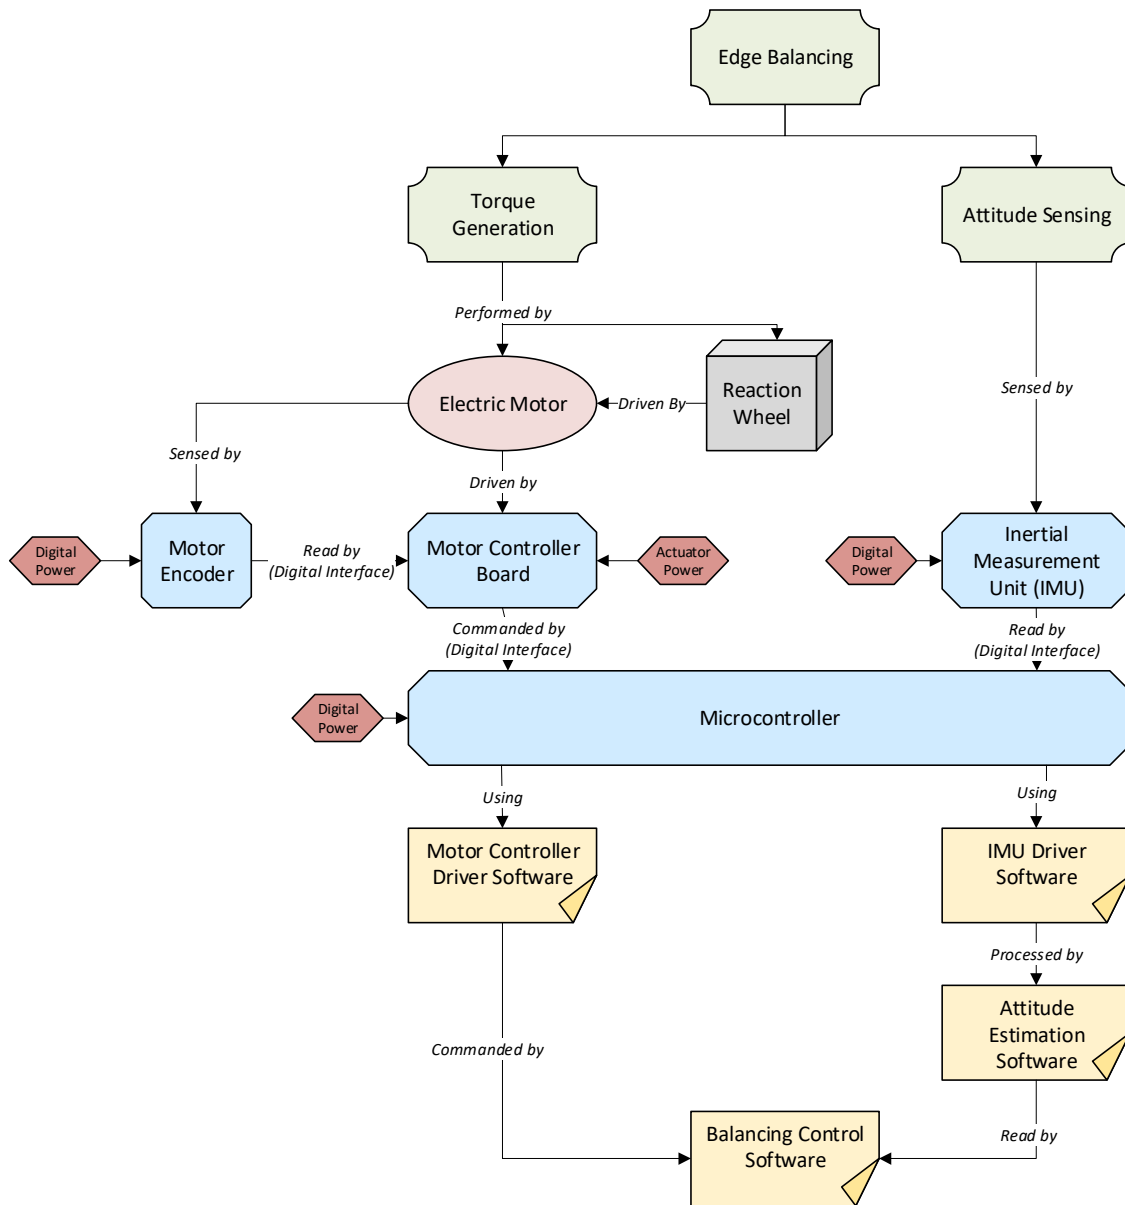 Edge Balancing
Torque
Generation
Attitude Sensing
Performed by
Electric Motor
Driven By
Reaction
Wheel
Sensed by
Sensed by
Driven by
Digital
Power
Motor
Encoder
Read by
(Digital Interface)
Motor Controller
Board
Actuator
Power
Digital
Power
Inertial
Measurement
Unit (IMU)
Commanded by
(Digital Interface)
Read by
(Digital Interface)
Digital
Power
Microcontroller
Using
Using
Motor Controller
Driver Software
IMU Driver
Software
Processed by
Attitude
Estimation
Software
Commanded by
Balancing Control
Software
Read by